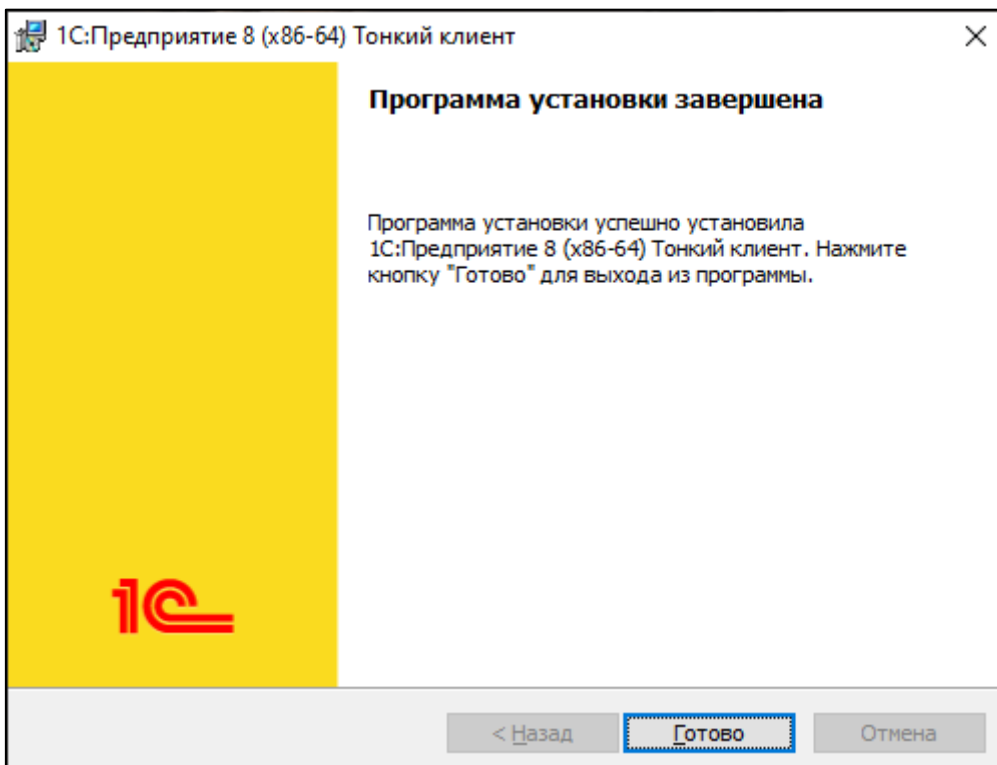 1С:Предприятие 8 (x86-64) Тонкий клиент
Программа установки завершена
Программа установки успешно установила
1С:Предприятие 8 (x86-64) Тонкий клиент. Нажмите
кнопку "Готово" для выхода из программы.
1С
< Назад
Готово
Отмена